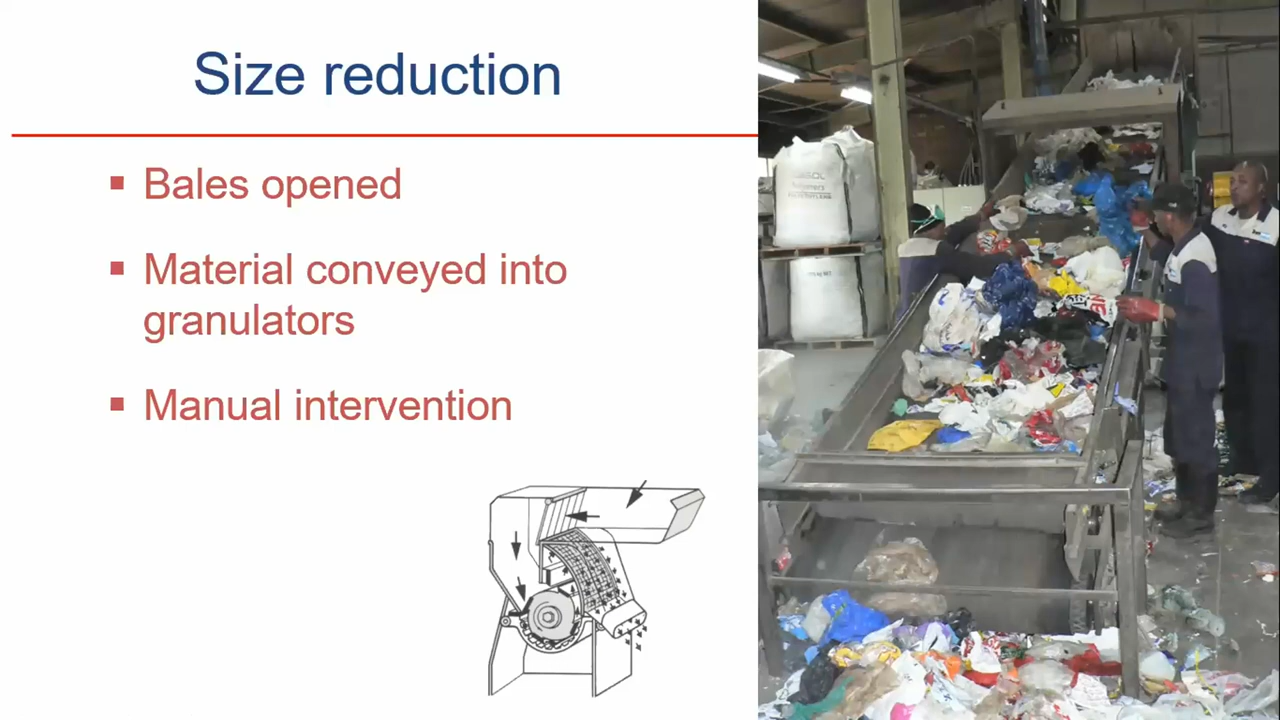 Size reduction
▪ Bales opened
▪ Material conveyed into
granulators
▪ Manual intervention